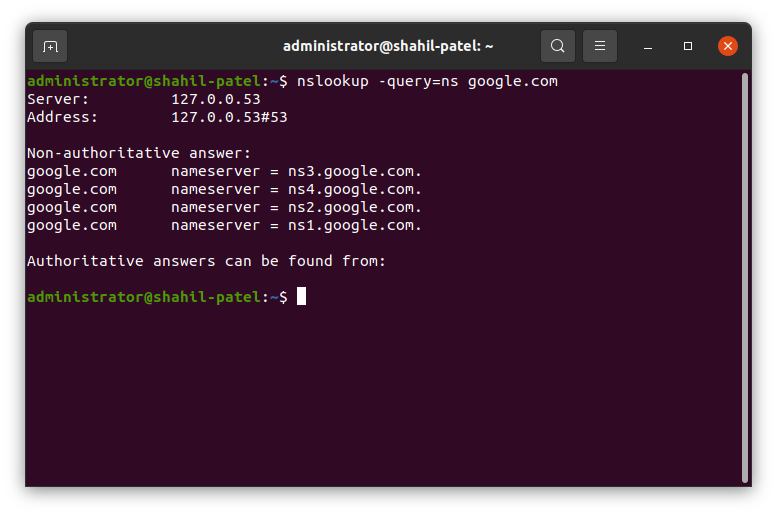 administrator@shahil-patel: ~
administrator@shahil-patel:~$ nslookup -query=ns google.com
Server:         127.0.0.53
Address:        127.0.0.53#53
Non-authoritative answer:
google.com      nameserver = ns3.google.com.
google.com      nameserver = ns4.google.com.
google.com      nameserver = ns2.google.com.
google.com      nameserver = ns1.google.com.
Authoritative answers can be found from:
administrator@shahil-patel:~$